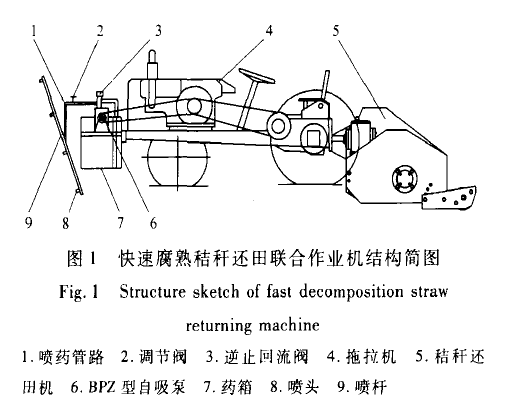 1 2 3 4 5
9 8 7 6
图1 快速腐熟秸秆还田联合作业机结构简图
Fig.1 Structure sketch of fast decomposition straw
returning machine
1.喷药管路 2.调节阀 3.逆止回流阀 4.拖拉机 5.秸秆还
田机 6.BPZ 型自吸泵 7.药箱 8.喷头 9.喷杆